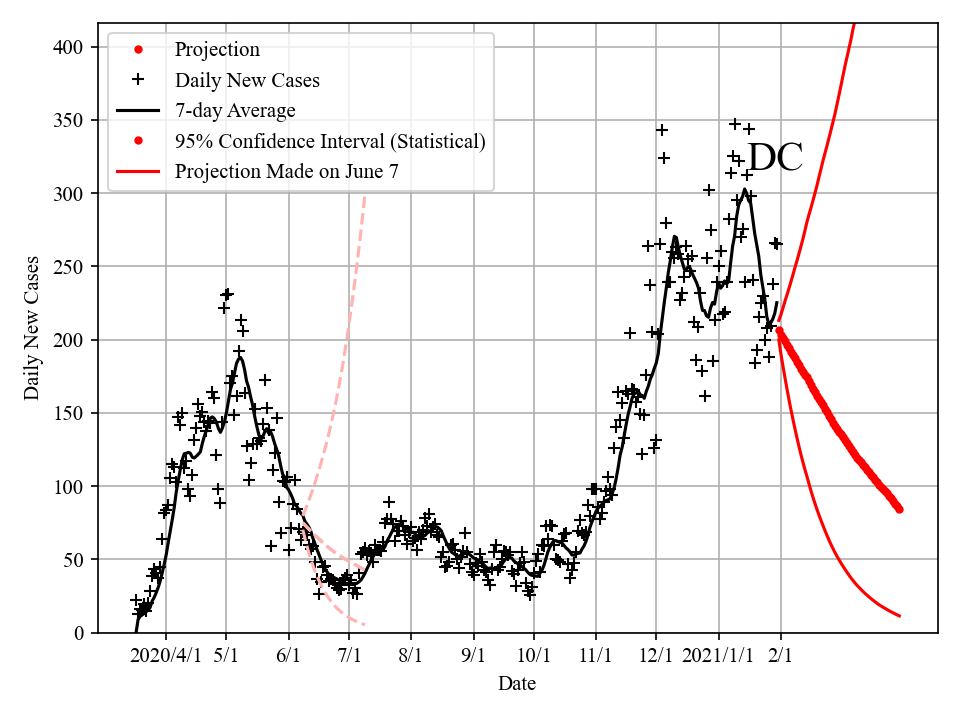 Projection
Daily New Cases
7-day Average
95% Confidence Interval (Statistical)
Projection Made on June 7
DC
400
350
300
250
200
150
100
50
0
Daily New Cases
2020/4/1 5/1 6/1 7/1 8/1 9/1 10/1 11/1 12/1 2021/1/1 2/1
Date